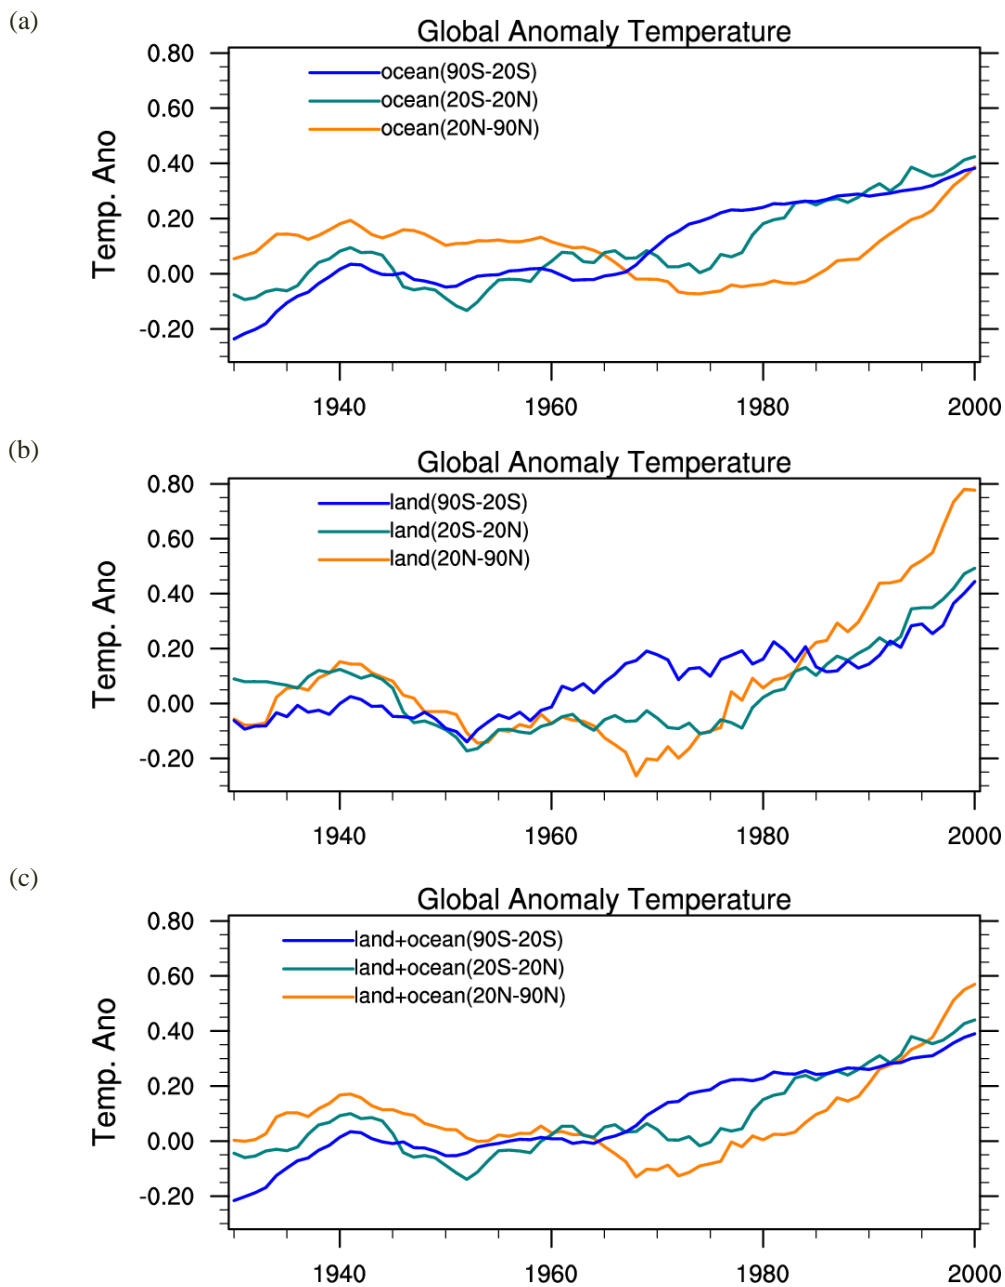 (a)
Global Anomaly Temperature
0.80
0.60
0.40
0.20
0.00
-0.20
Temp. Ano
ocean(90S-20S)
ocean(20S-20N)
ocean(20N-90N)
1940
1960
1980
2000
(b)
Global Anomaly Temperature
0.80
0.60
0.40
0.20
0.00
-0.20
Temp. Ano
land(90S-20S)
land(20S-20N)
land(20N-90N)
1940
1960
1980
2000
(c)
Global Anomaly Temperature
0.80
0.60
0.40
0.20
0.00
-0.20
Temp. Ano
land+ocean(90S-20S)
land+ocean(20S-20N)
land+ocean(20N-90N)
1940
1960
1980
2000